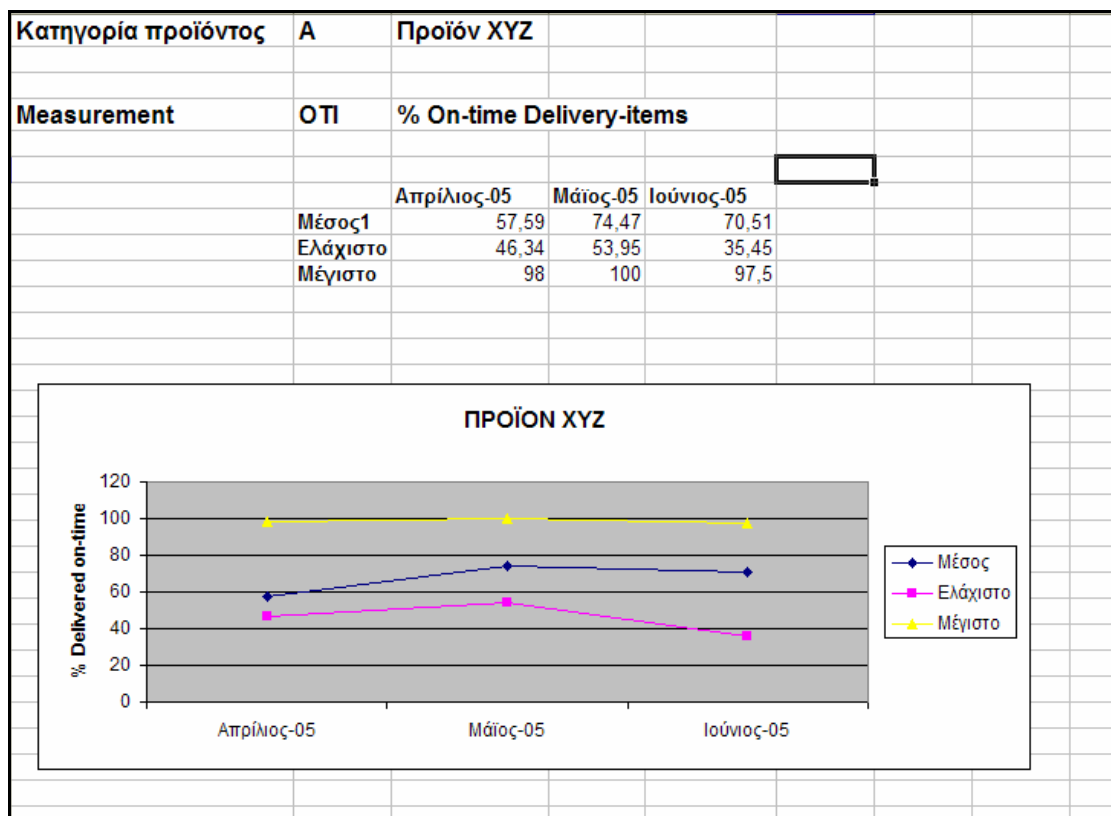 Κατηγορία προϊόντος A Προϊόν XYZ
Measurement OTI % On-time Delivery-items
Απρίλιος-05 Μάϊος-05 Ιούνιος-05
Μέσος1 57,59 74,47 70,51
Ελάχιστο 46,34 53,95 35,45
Μέγιστο 98 100 97,5
ΠΡΟΪΟΝ XYZ
% Delivered on-time
120
100
80
60
40
20
0
Απρίλιος-05 Μάϊος-05 Ιούνιος-05
Μέσος
Ελάχιστο
Μέγιστο